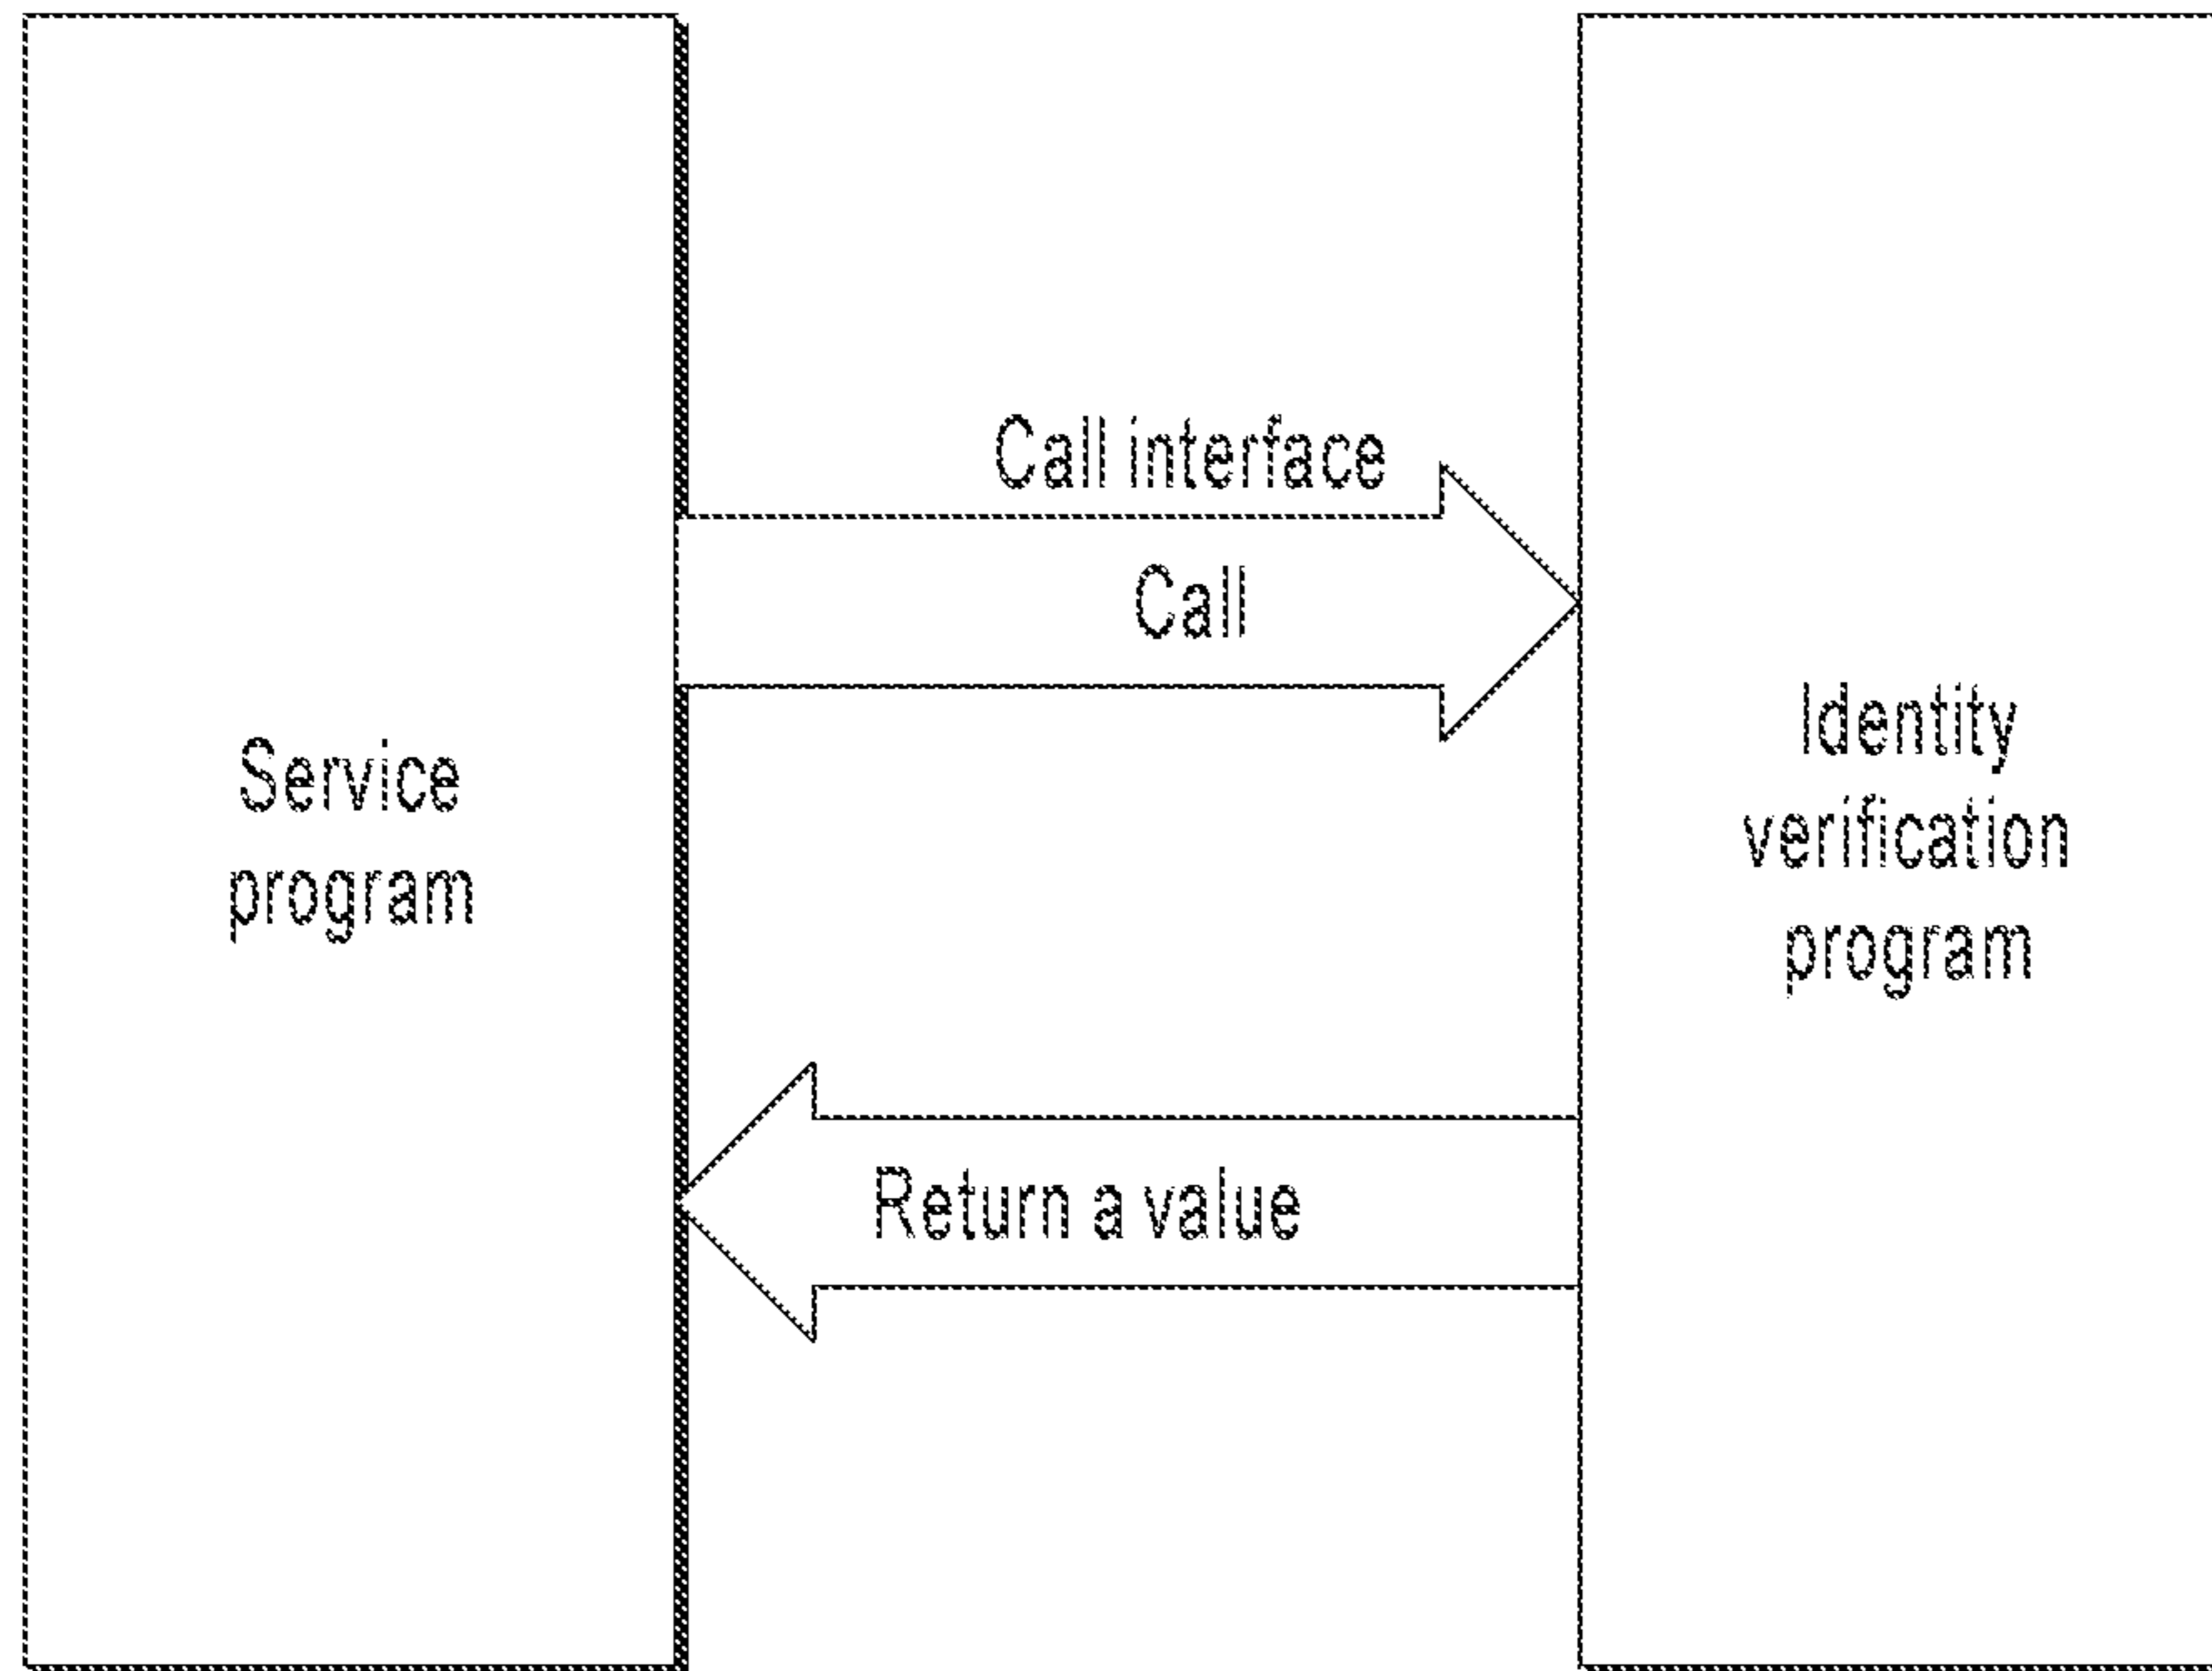 Service
program
Call interface
Call
Return a value
Identity
verification
program